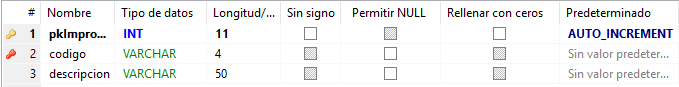 # Nombre Tipo de datos Longitud/... Sin signo Permitir NULL Rellenar con ceros Predeterminado
1 pkImpro... INT 11 AUTO_INCREMENT
2 codigo VARCHAR 4 Sin valor predeter...
3 descripcion VARCHAR 50 Sin valor predeter...